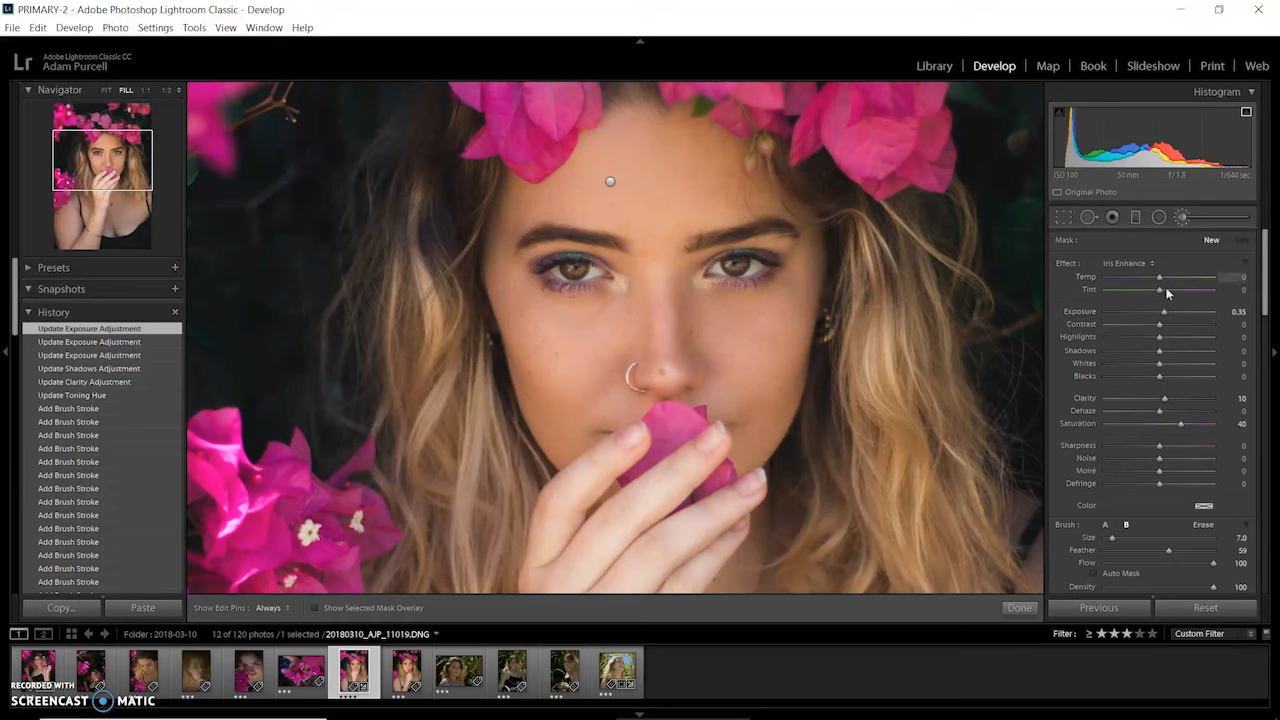 PRIMARY-2 - Adobe Photoshop Lightroom Classic - Develop
File Edit Develop Photo Settings Tools View Window Help
Lr Adobe Lightroom Classic CC
Adam Purcell
Library Develop Map Book Slideshow Print Web
Navigator FIT FILL 1:1 1:3
Histogram
ISO 100 50 mm f / 1.8 1/640 sec
Original Photo
Mask : New
Effect : Iris Enhance
Temp 0
Tint 0
Exposure 0.35
Contrast 0
Highlights 0
Shadows 0
Whites 0
Blacks 0
Clarity 10
Dehaze 0
Saturation 40
Sharpness 0
Noise 0
Moiré 0
Defringe 0
Color
Brush : A B Erase
Size 7.0
Feather 59
Flow 100
Auto Mask
Density 100
Previous Reset
Presets
Snapshots
History
Update Exposure Adjustment
Update Exposure Adjustment
Update Exposure Adjustment
Update Shadows Adjustment
Update Clarity Adjustment
Update Toning Hue
Add Brush Stroke
Add Brush Stroke
Add Brush Stroke
Add Brush Stroke
Add Brush Stroke
Add Brush Stroke
Add Brush Stroke
Add Brush Stroke
Add Brush Stroke
Add Brush Stroke
Add Brush Stroke
Add Brush Stroke
Add Brush Stroke
Add Brush Stroke
Copy... Paste
Show Edit Pins : Always Show Selected Mask Overlay Done
1 2 Folder : 2018-03-10 12 of 120 photos /1 selected /20180310_AJP_11019.DNG Filter : Custom Filter
RECORDED WITH
SCREENCAST MATIC